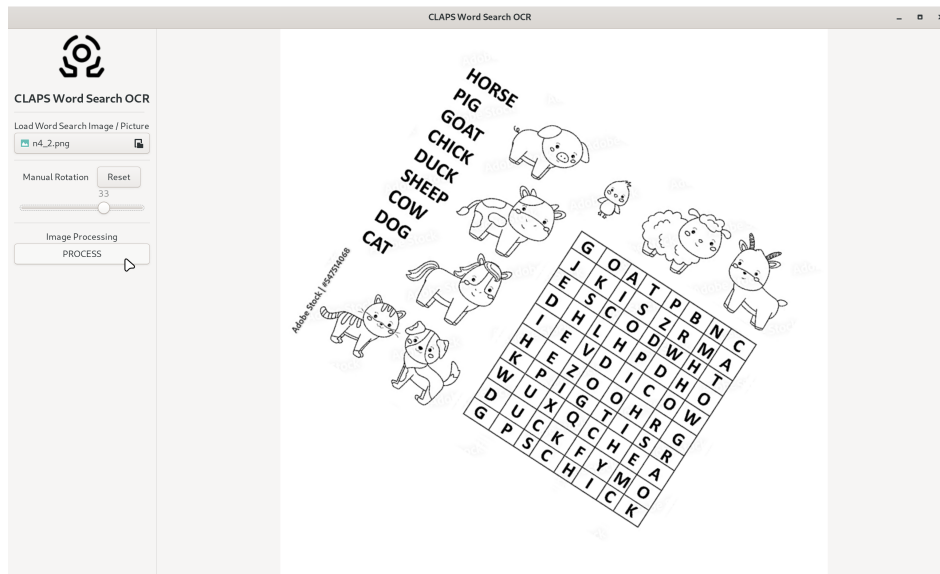 CLAPS Word Search OCR
CLAPS Word Search OCR
Load Word Search Image / Picture
n4_2.png
Manual Rotation Reset
33
Image Processing
PROCESS
HORSE
PIG
GOAT
CHICK
DUCK
SHEEP
COW
DOG
CAT
Adobe Stock | #547514068
G O A T P B N C
J K I S Z R M A
E S C O D W H T
D H L H P D H O
I E V D I C O W
H E Z O O H R G
K P I G T I S R
W U X Q C H E A
D U C K F Y M O
G P S C H I C K